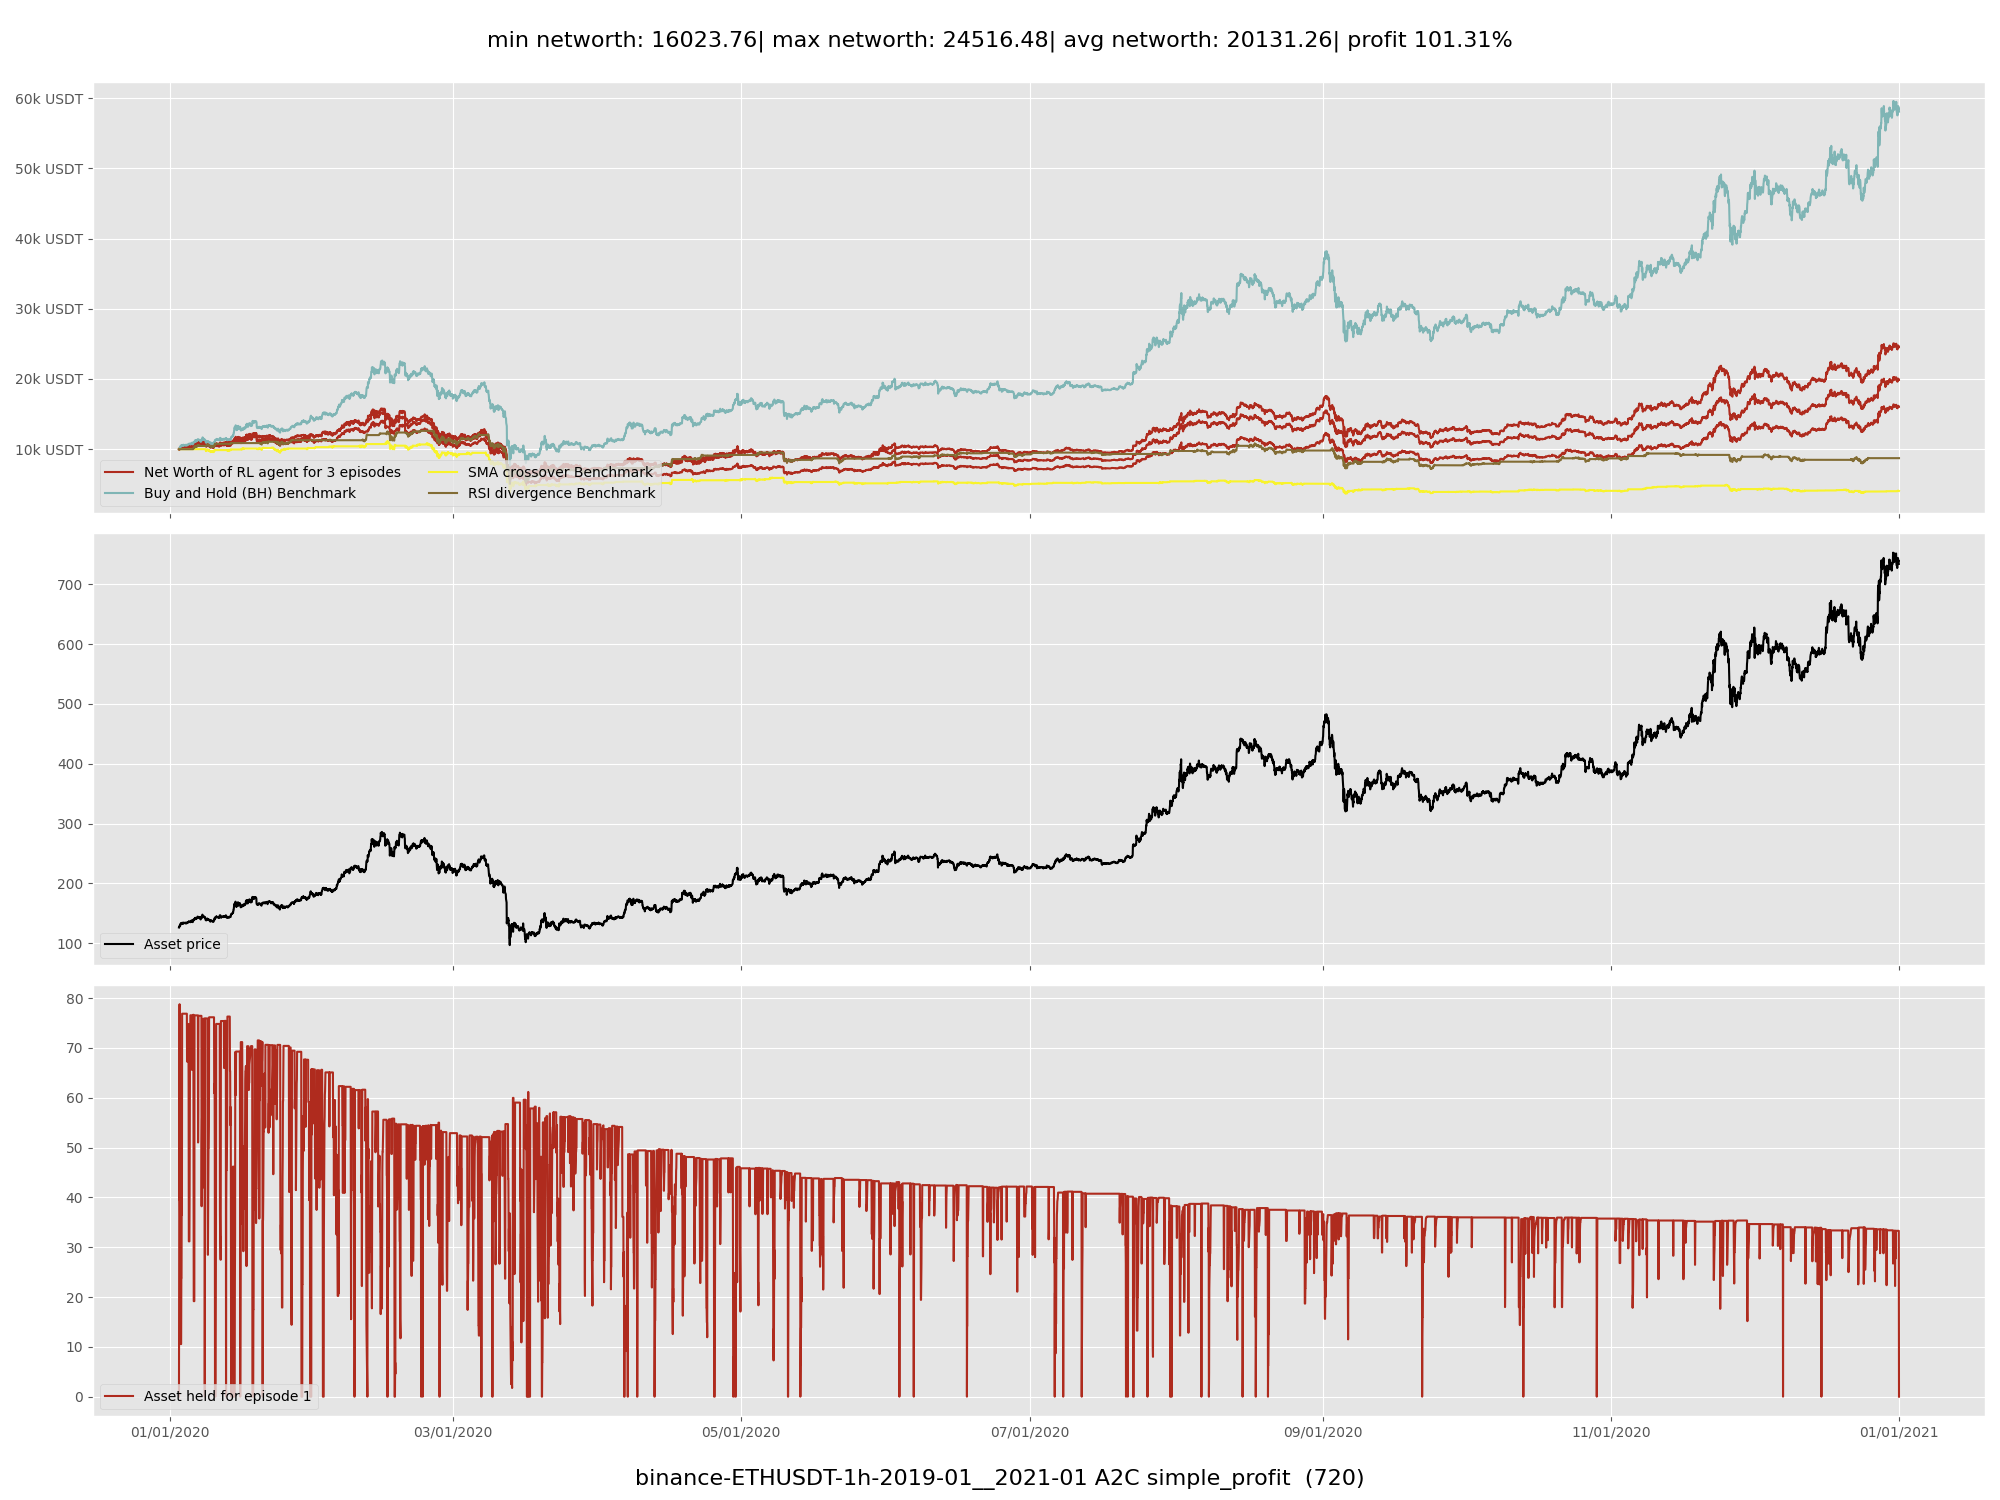 min networth: 16023.76| max networth: 24516.48| avg networth: 20131.26| profit 101.31%
60k USDT
50k USDT
40k USDT
30k USDT
20k USDT
10k USDT
Net Worth of RL agent for 3 episodes
Buy and Hold (BH) Benchmark
SMA crossover Benchmark
RSI divergence Benchmark
700
600
500
400
300
200
100
Asset price
80
70
60
50
40
30
20
10
0
Asset held for episode 1
01/01/2020 03/01/2020 05/01/2020 07/01/2020 09/01/2020 11/01/2020 01/01/2021
binance-ETHUSDT-1h-2019-01__2021-01 A2C simple_profit (720)